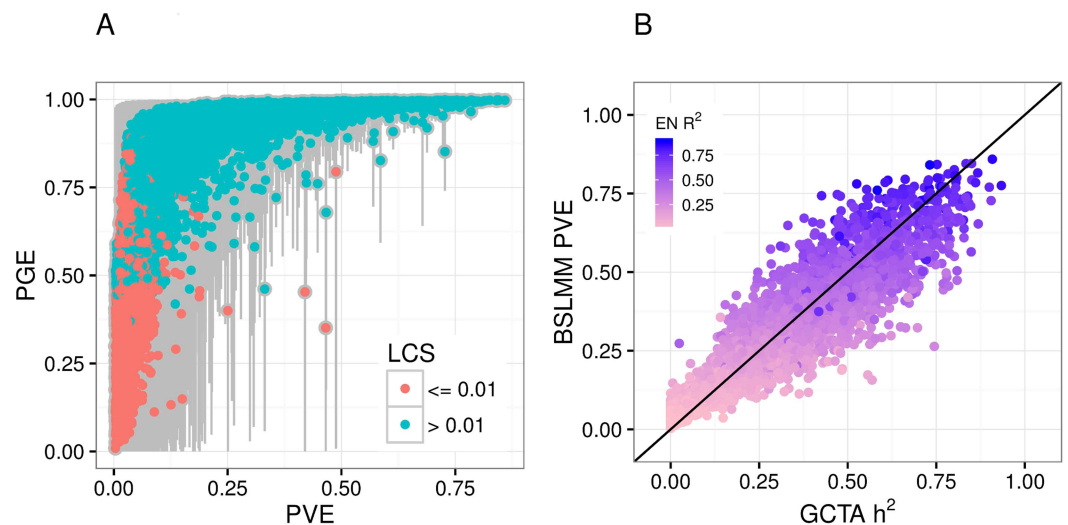 A
PGE
1.00
0.75
0.50
0.25
0.00
0.00 0.25 0.50 0.75
PVE
LCS
<= 0.01
> 0.01
B
BSLMM PVE
1.00
0.75
0.50
0.25
0.00
0.00 0.25 0.50 0.75 1.00
GCTA h²
EN R²
0.75
0.50
0.25